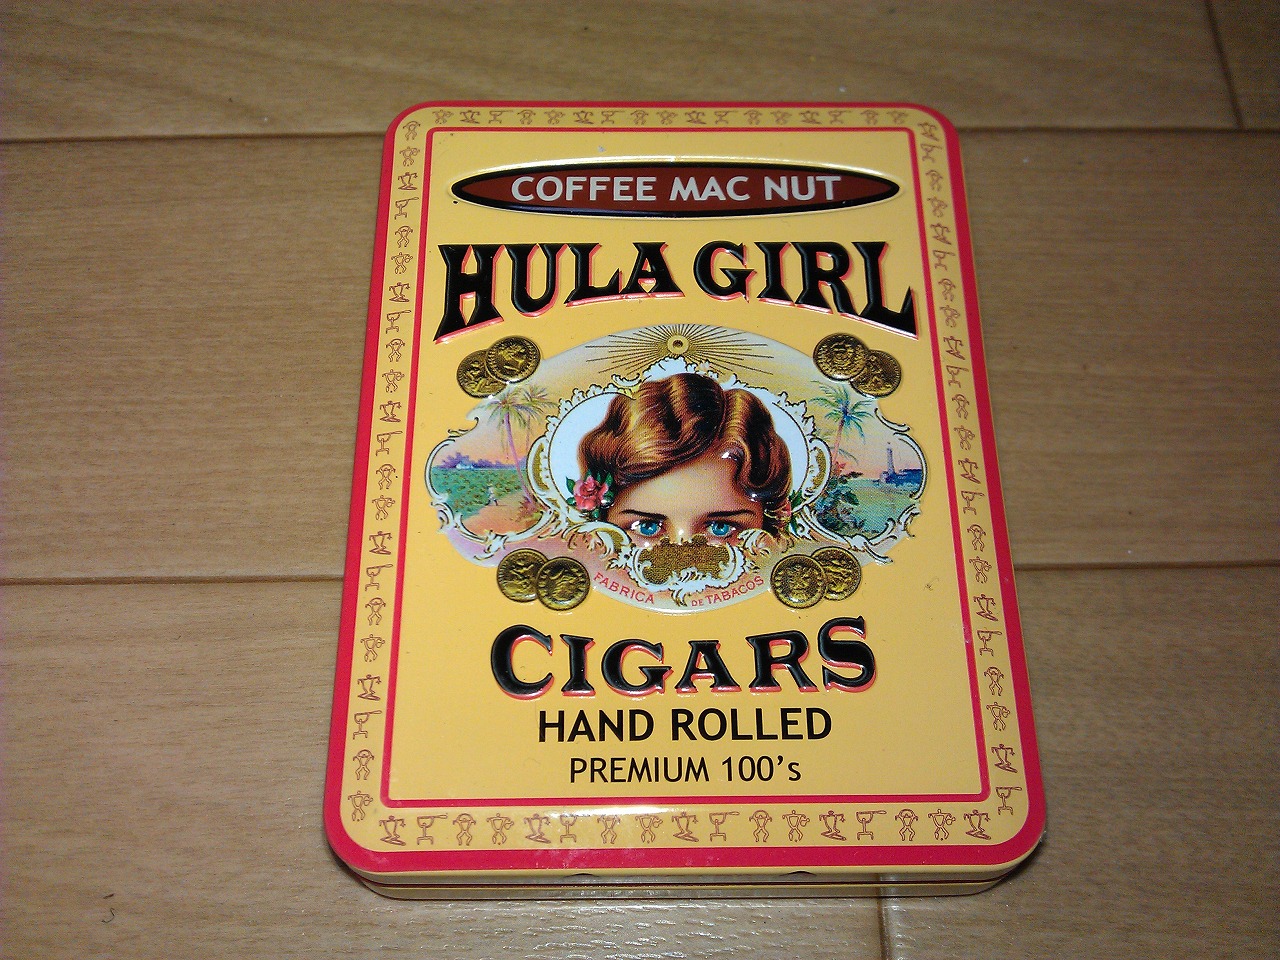 COFFEE MAC NUT
HULA GIRL
FABRICA DE TABACOS
CIGARS
HAND ROLLED
PREMIUM 100's